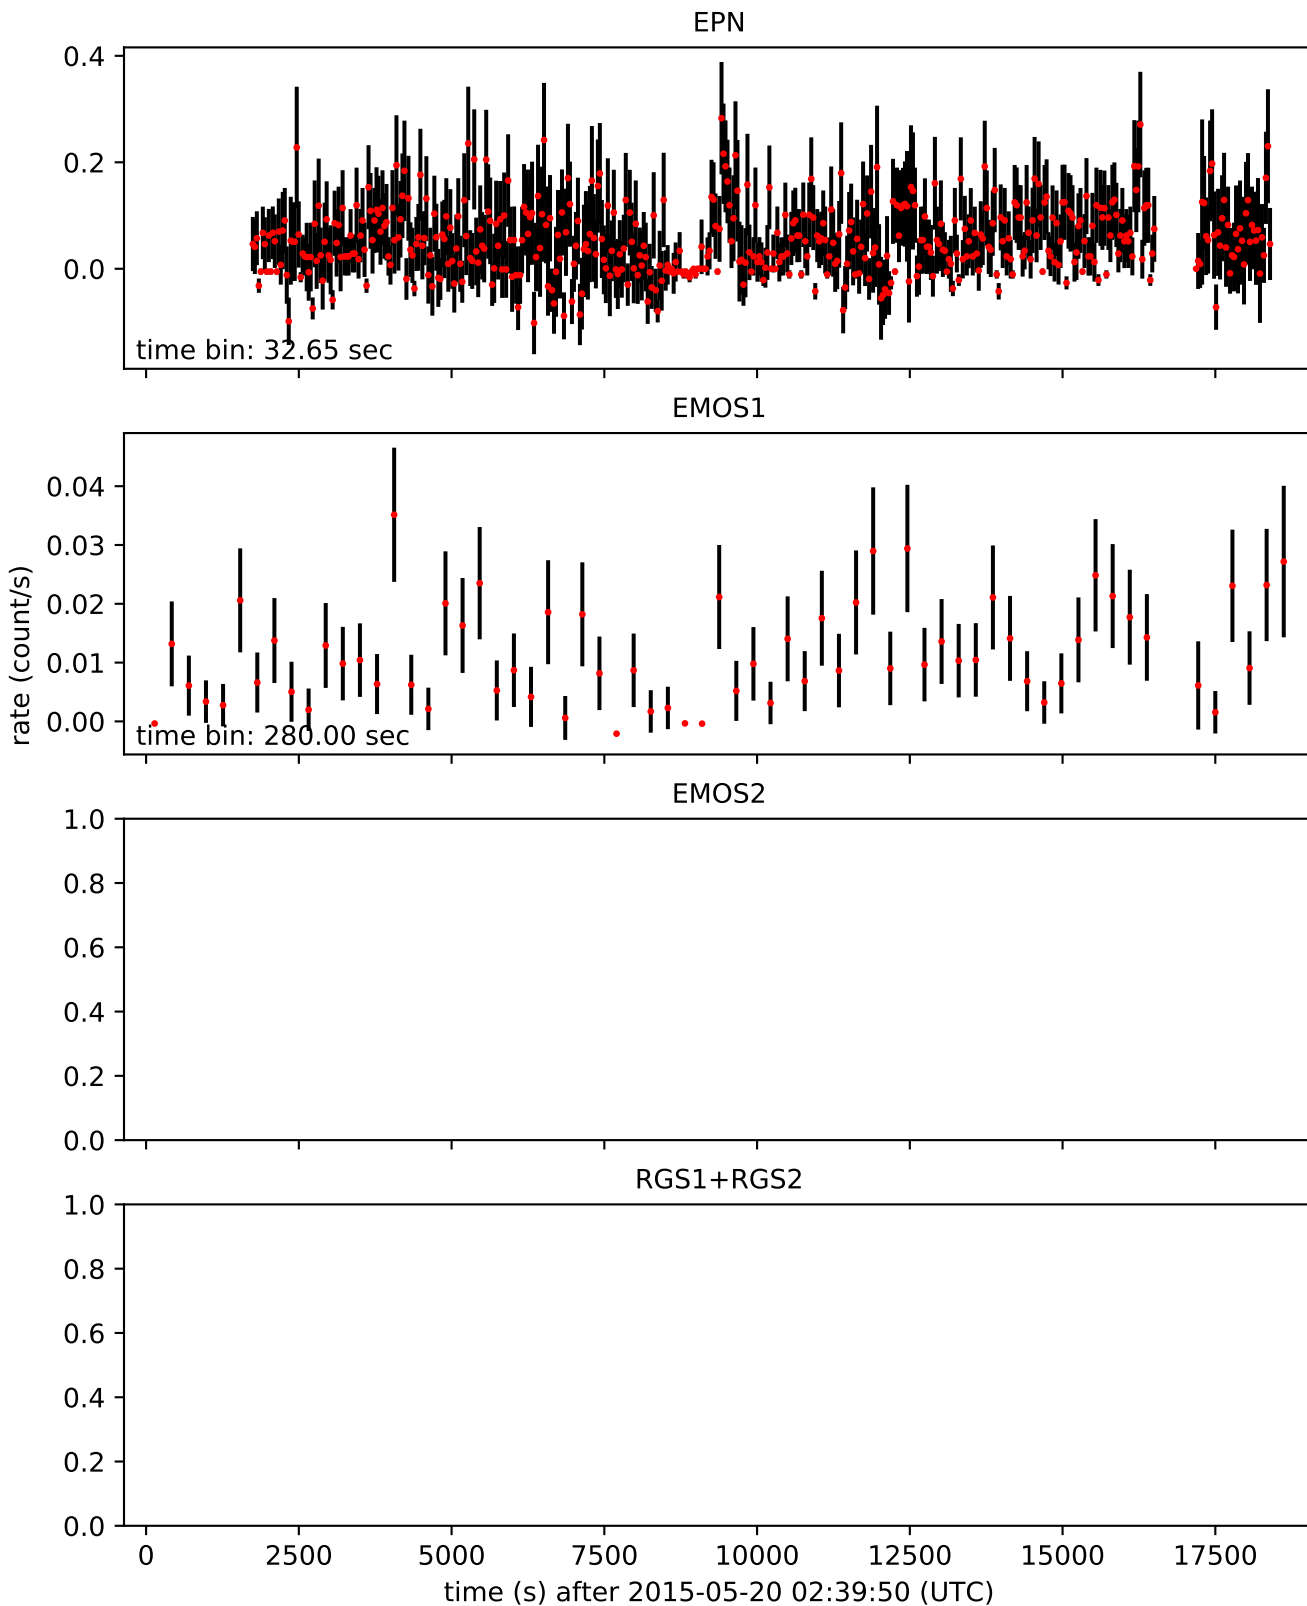 EPN
0.4
0.2
0.0
time bin: 32.65 sec
EMOS1
0.04
0.03
0.02
0.01
0.00
rate (count/s)
time bin: 280.00 sec
EMOS2
1.0
0.8
0.6
0.4
0.2
0.0
RGS1+RGS2
1.0
0.8
0.6
0.4
0.2
0.0
0 2500 5000 7500 10000 12500 15000 17500
time (s) after 2015-05-20 02:39:50 (UTC)